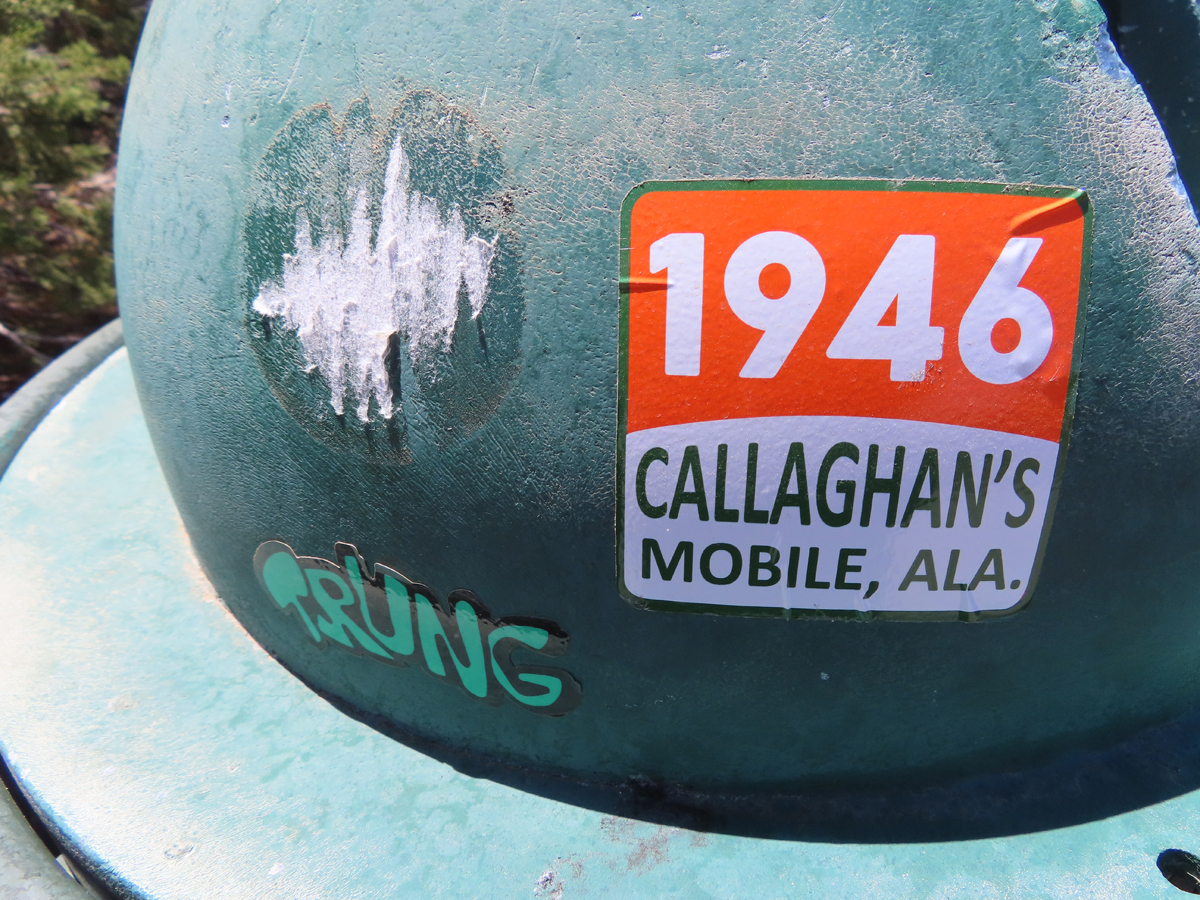 1946
CALLAGHAN'S
MOBILE, ALA.
TRUNG